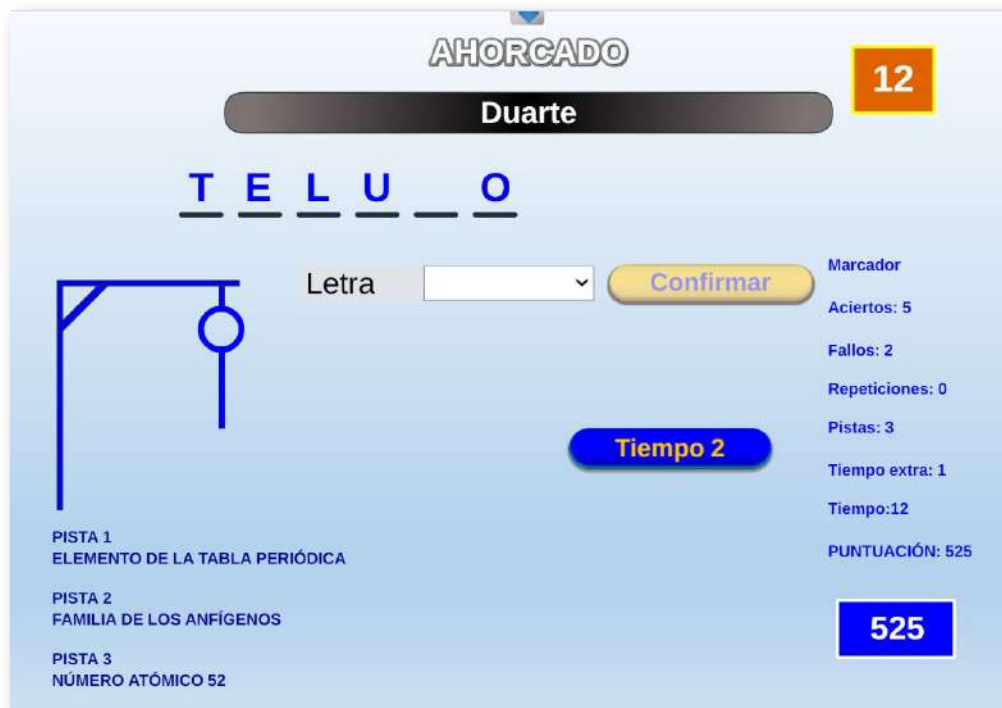 AHORCADO
12
Duarte
T E L U _ O
Letra
Confirmar
Marcador
Aciertos: 5
Fallos: 2
Repeticiones: 0
Pistas: 3
Tiempo 2
Tiempo extra: 1
Tiempo:12
PUNTUACIÓN: 525
525
PISTA 1
ELEMENTO DE LA TABLA PERIÓDICA
PISTA 2
FAMILIA DE LOS ANFÍGENOS
PISTA 3
NÚMERO ATÓMICO 52